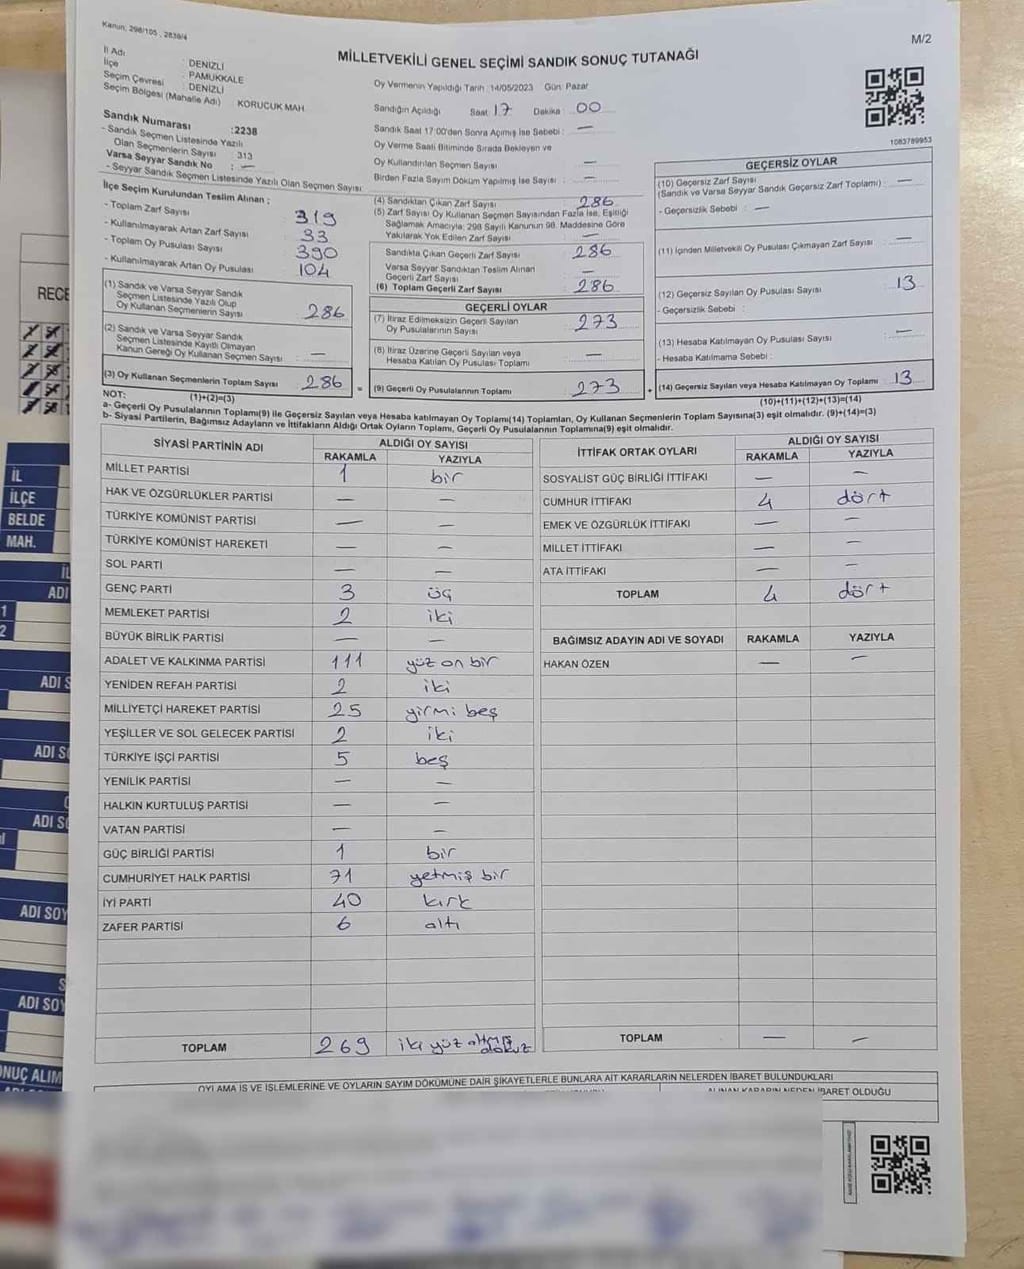 Kanun: 298/105 , 2839/4
M/2
MİLLETVEKİLİ GENEL SEÇİMİ SANDIK SONUÇ TUTANAĞI
İl Adı : DENİZLİ
İlçe : PAMUKKALE
Seçim Çevresi : DENİZLİ
Seçim Bölgesi (Mahalle Adı) KORUCUK MAH.
Sandık Numarası :2238
- Sandık Seçmen Listesinde Yazılı
Olan Seçmenlerin Sayısı : 313
Varsa Seyyar Sandık No : —
- Seyyar Sandık Seçmen Listesinde Yazılı Olan Seçmen Sayısı:
İlçe Seçim Kurulundan Teslim Alınan ;
- Toplam Zarf Sayısı 319
- Kullanılmayarak Artan Zarf Sayısı 33
- Toplam Oy Pusulası Sayısı 390
- Kullanılmayarak Artan Oy Pusulası 104
(1) Sandık ve Varsa Seyyar Sandık
Seçmen Listesinde Yazılı Olup
Oy Kullanan Seçmenlerin Sayısı 286
(2) Sandık ve Varsa Seyyar Sandık
Seçmen Listesinde Kayıtlı Olmayan
Kanun Gereği Oy Kullanan Seçmen Sayısı : —
(3) Oy Kullanan Seçmenlerin Toplam Sayısı 286
(1)+(2)=(3)
Oy Vermenin Yapıldığı Tarih :14/05/2023 Gün: Pazar
Sandığın Açıldığı Saat 17 Dakika 00
Sandık Saat 17:00'den Sonra Açılmış İse Sebebi : —
Oy Verme Saati Bitiminde Sırada Bekleyen ve
Oy Kullandırılan Seçmen Sayısı —
Birden Fazla Sayım Döküm Yapılmış İse Sayısı : —
(4) Sandıktan Çıkan Zarf Sayısı 286
(5) Zarf Sayısı Oy Kullanan Seçmen Sayısından Fazla İse, Eşitliği
Sağlamak Amacıyla; 298 Sayılı Kanunun 98. Maddesine Göre
Yakılarak Yok Edilen Zarf Sayısı —
Sandıkta Çıkan Geçerli Zarf Sayısı 286
Varsa Seyyar Sandıktan Teslim Alınan
Geçerli Zarf Sayısı —
(6) Toplam Geçerli Zarf Sayısı 286
GEÇERLİ OYLAR
(7) İtiraz Edilmeksizin Geçerli Sayılan
Oy Pusulalarının Sayısı 273
(8) İtiraz Üzerine Geçerli Sayılan veya
Hesaba Katılan Oy Pusulası Toplamı —
= (9) Geçerli Oy Pusulalarının Toplamı 273 +
1083789953
GEÇERSİZ OYLAR
(10) Geçersiz Zarf Sayısı
(Sandık ve Varsa Seyyar Sandık Geçersiz Zarf Toplamı) : —
- Geçersizlik Sebebi : —
(11) İçinden Milletvekili Oy Pusulası Çıkmayan Zarf Sayısı : —
(12) Geçersiz Sayılan Oy Pusulası Sayısı 13
- Geçersizlik Sebebi :
(13) Hesaba Katılmayan Oy Pusulası Sayısı : —
- Hesaba Katılmama Sebebi :
(14) Geçersiz Sayılan veya Hesaba Katılmayan Oy Toplamı 13
(10)+(11)+(12)+(13)=(14)
NOT:
a- Geçerli Oy Pusulalarının Toplamı(9) ile Geçersiz Sayılan veya Hesaba katılmayan Oy Toplamı(14) Toplamları, Oy Kullanan Seçmenlerin Toplam Sayısına(3) eşit olmalıdır. (9)+(14)=(3)
b- Siyasi Partilerin, Bağımsız Adayların ve İttifakların Aldığı Ortak Oyların Toplamı, Geçerli Oy Pusulalarının Toplamına(9) eşit olmalıdır.
SİYASİ PARTİNİN ADI ALDIĞI OY SAYISI
RAKAMLA YAZIYLA
MİLLET PARTİSİ 1 bir
HAK VE ÖZGÜRLÜKLER PARTİSİ — —
TÜRKİYE KOMÜNİST PARTİSİ — —
TÜRKİYE KOMÜNİST HAREKETİ — —
SOL PARTİ — —
GENÇ PARTİ 3 üç
MEMLEKET PARTİSİ 2 iki
BÜYÜK BİRLİK PARTİSİ — —
ADALET VE KALKINMA PARTİSİ 111 yüz on bir
YENİDEN REFAH PARTİSİ 2 iki
MİLLİYETÇİ HAREKET PARTİSİ 25 yirmi beş
YEŞİLLER VE SOL GELECEK PARTİSİ 2 iki
TÜRKİYE İŞÇİ PARTİSİ 5 beş
YENİLİK PARTİSİ — —
HALKIN KURTULUŞ PARTİSİ — —
VATAN PARTİSİ — —
GÜÇ BİRLİĞİ PARTİSİ 1 bir
CUMHURİYET HALK PARTİSİ 71 yetmiş bir
İYİ PARTİ 40 kırk
ZAFER PARTİSİ 6 altı
TOPLAM 269 iki yüz altmış dokuz
İTTİFAK ORTAK OYLARI ALDIĞI OY SAYISI
RAKAMLA YAZIYLA
SOSYALİST GÜÇ BİRLİĞİ İTTİFAKI — —
CUMHUR İTTİFAKI 4 dört
EMEK VE ÖZGÜRLÜK İTTİFAKI — —
MİLLET İTTİFAKI — —
ATA İTTİFAKI — —
TOPLAM 4 dört
BAĞIMSIZ ADAYIN ADI VE SOYADI RAKAMLA YAZIYLA
HAKAN ÖZEN — —
TOPLAM — —
OYLAMA İŞ VE İŞLEMLERİNE VE OYLARIN SAYIM DÖKÜMÜNE DAİR ŞİKAYETLERLE BUNLARA AİT KARARLARIN NELERDEN İBARET BULUNDUKLARI
ALINAN KARARIN NEDEN İBARET OLDUĞU
RECE
İL
İLÇE
BELDE
MAH.
İL
ADI
1
2
ADI S
ADI SO
ADI SO
ADI SOY
S
ADI SOY
ONUÇ ALIM